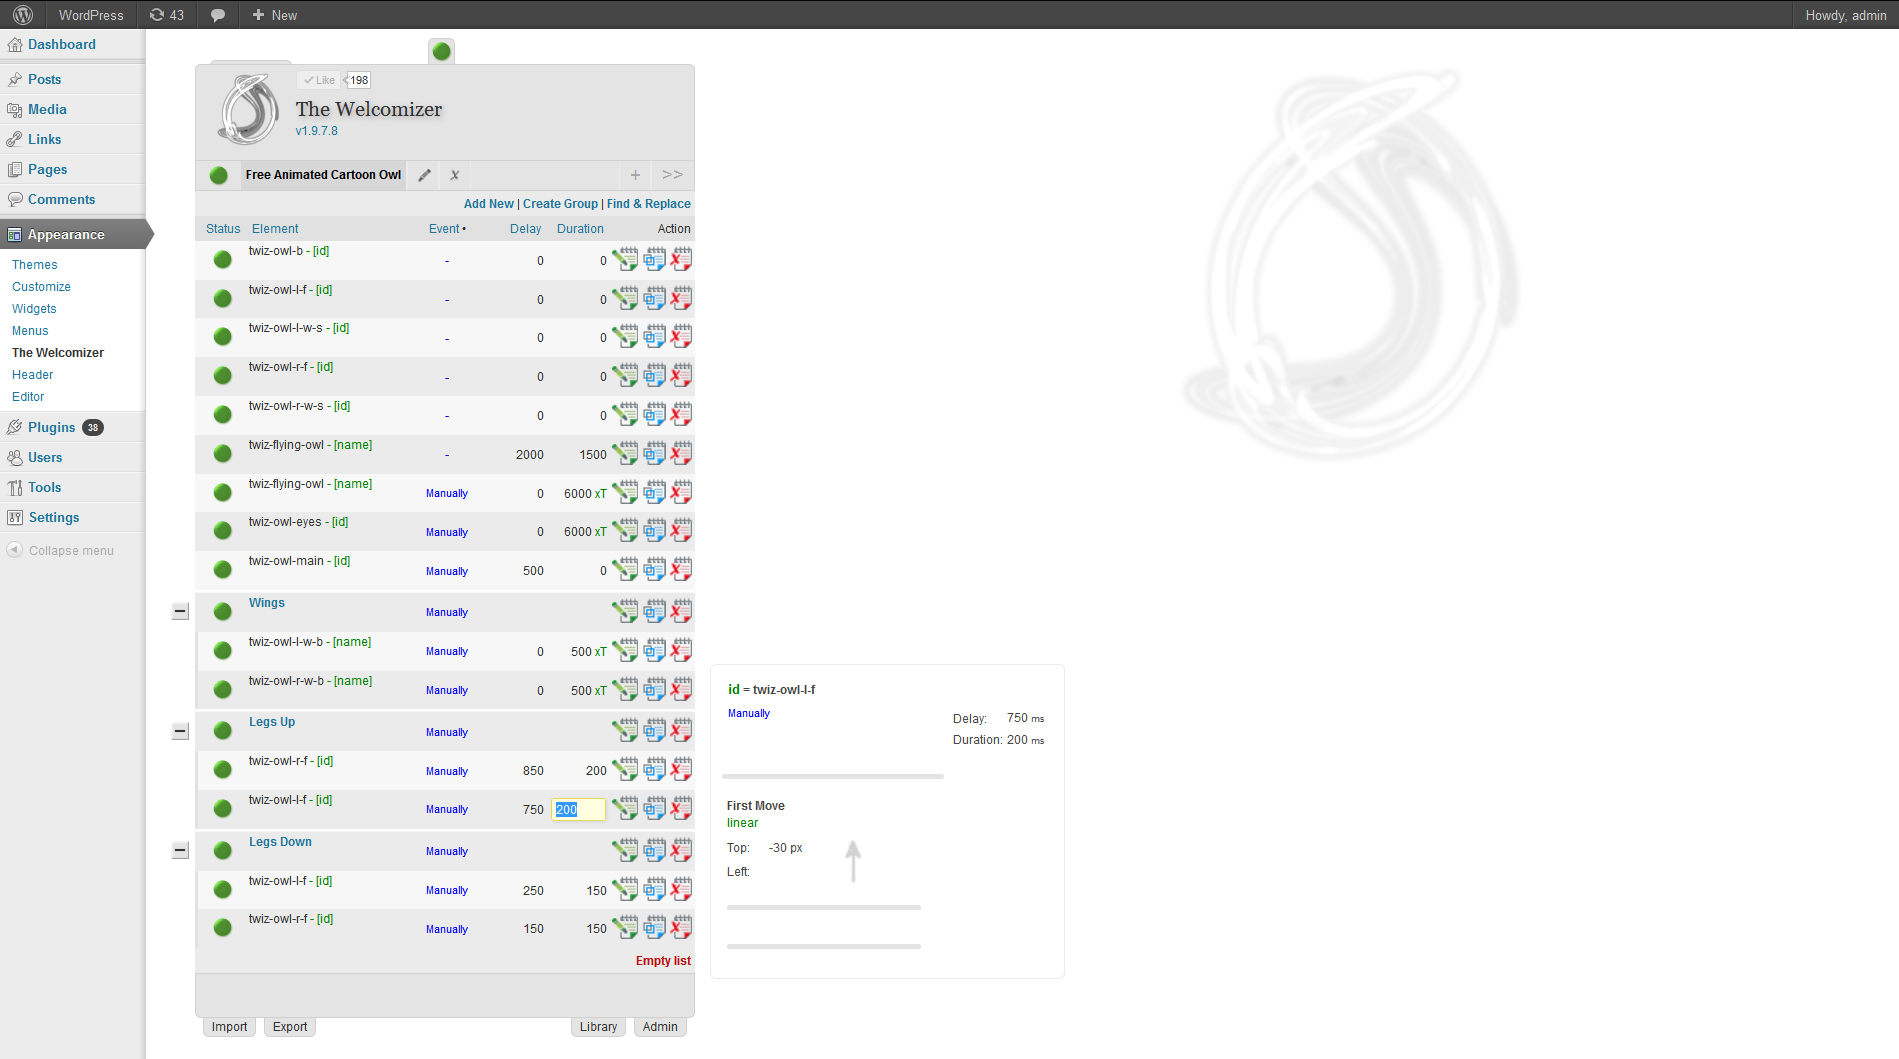 WordPress 43 + New Howdy, admin
Dashboard
Posts
Media
Links
Pages
Comments
Appearance
Themes
Customize
Widgets
Menus
The Welcomizer
Header
Editor
Plugins 38
Users
Tools
Settings
Collapse menu
Like 198
The Welcomizer
v1.9.7.8
Free Animated Cartoon Owl x + >>
Add New | Create Group | Find & Replace
Status Element Event • Delay Duration Action
twiz-owl-b - [id] - 0 0
twiz-owl-l-f - [id] - 0 0
twiz-owl-l-w-s - [id] - 0 0
twiz-owl-r-f - [id] - 0 0
twiz-owl-r-w-s - [id] - 0 0
twiz-flying-owl - [name] - 2000 1500
twiz-flying-owl - [name] Manually 0 6000 xT
twiz-owl-eyes - [id] Manually 0 6000 xT
twiz-owl-main - [id] Manually 500 0
Wings Manually
twiz-owl-l-w-b - [name] Manually 0 500 xT
twiz-owl-r-w-b - [name] Manually 0 500 xT
Legs Up Manually
twiz-owl-r-f - [id] Manually 850 200
twiz-owl-l-f - [id] Manually 750 200
Legs Down Manually
twiz-owl-l-f - [id] Manually 250 150
twiz-owl-r-f - [id] Manually 150 150
Empty list
Import Export Library Admin
id = twiz-owl-l-f
Manually
Delay: 750 ms
Duration: 200 ms
First Move
linear
Top: -30 px
Left: